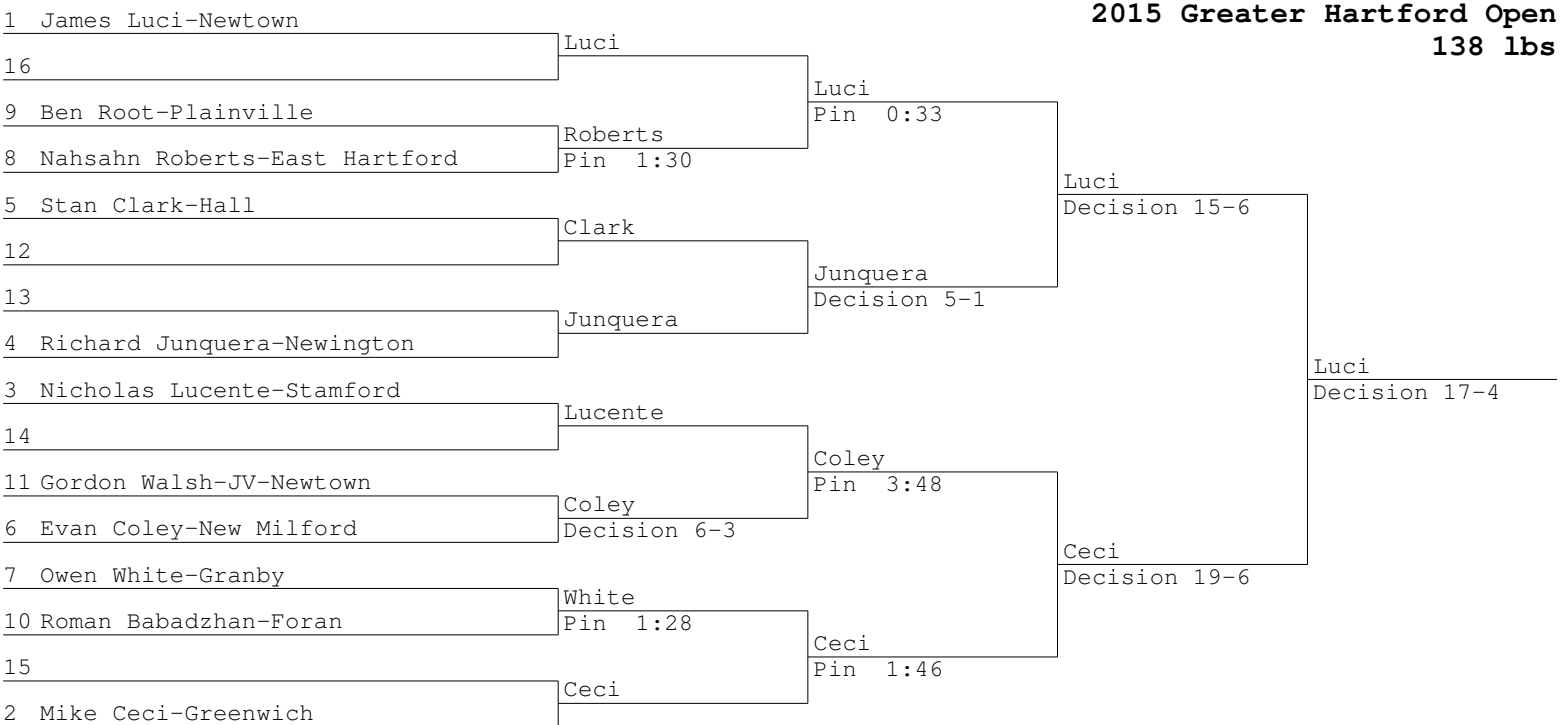 2015 Greater Hartford Open
138 lbs
1 James Luci-Newtown
16
9 Ben Root-Plainville
8 Nahsahn Roberts-East Hartford
5 Stan Clark-Hall
12
13
4 Richard Junquera-Newington
3 Nicholas Lucente-Stamford
14
11 Gordon Walsh-JV-Newtown
6 Evan Coley-New Milford
7 Owen White-Granby
10 Roman Babadzhan-Foran
15
2 Mike Ceci-Greenwich
Luci
Roberts
Pin 1:30
Clark
Junquera
Lucente
Coley
Decision 6-3
White
Pin 1:28
Ceci
Luci
Pin 0:33
Junquera
Decision 5-1
Coley
Pin 3:48
Ceci
Pin 1:46
Luci
Decision 15-6
Ceci
Decision 19-6
Luci
Decision 17-4